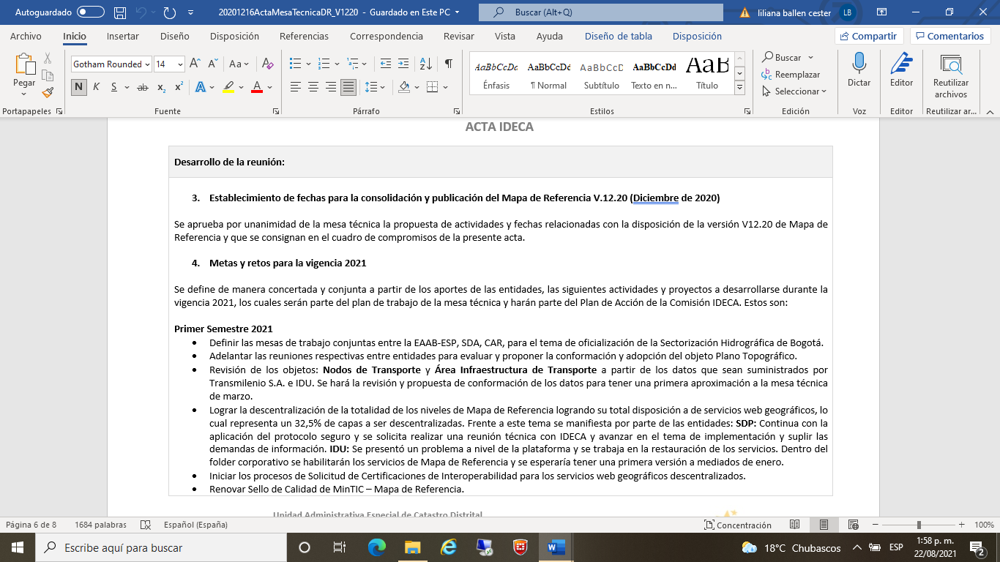 Autoguardado
20201216ActaMesaTecnicaDR_V1220 - Guardado en Este PC
Buscar (Alt+Q)
liliana ballen cester
LB
Archivo Inicio Insertar Diseño Disposición Referencias Correspondencia Revisar Vista Ayuda Diseño de tabla Disposición
Compartir Comentarios
Gotham Rounded 14
Pegar
N K S ab x₂ x² A A
AaBbCcDc AaBbCcDd AaBbCcD AaBbCcDd AaB
Énfasis ¶ Normal Subtítulo Texto en n... Título
Buscar
Reemplazar
Seleccionar
Dictar Editor Reutilizar
archivos
Portapapeles Fuente Párrafo Estilos Edición Voz Editor Reutilizar ar...
ACTA IDECA
Desarrollo de la reunión:
3. Establecimiento de fechas para la consolidación y publicación del Mapa de Referencia V.12.20 (Diciembre de 2020)
Se aprueba por unanimidad de la mesa técnica la propuesta de actividades y fechas relacionadas con la disposición de la versión V12.20 de Mapa de
Referencia y que se consignan en el cuadro de compromisos de la presente acta.
4. Metas y retos para la vigencia 2021
Se define de manera concertada y conjunta a partir de los aportes de las entidades, las siguientes actividades y proyectos a desarrollarse durante la
vigencia 2021, los cuales serán parte del plan de trabajo de la mesa técnica y harán parte del Plan de Acción de la Comisión IDECA. Estos son:
Primer Semestre 2021
• Definir las mesas de trabajo conjuntas entre la EAAB-ESP, SDA, CAR, para el tema de oficialización de la Sectorización Hidrográfica de Bogotá.
• Adelantar las reuniones respectivas entre entidades para evaluar y proponer la conformación y adopción del objeto Plano Topográfico.
• Revisión de los objetos: Nodos de Transporte y Área Infraestructura de Transporte a partir de los datos que sean suministrados por
Transmilenio S.A. e IDU. Se hará la revisión y propuesta de conformación de los datos para tener una primera aproximación a la mesa técnica
de marzo.
• Lograr la descentralización de la totalidad de los niveles de Mapa de Referencia logrando su total disposición a de servicios web geográficos, lo
cual representa un 32,5% de capas a ser descentralizadas. Frente a este tema se manifiesta por parte de las entidades: SDP: Continua con la
aplicación del protocolo seguro y se solicita realizar una reunión técnica con IDECA y avanzar en el tema de implementación y suplir las
demandas de información. IDU: Se presentó un problema a nivel de la plataforma y se trabaja en la restauración de los servicios. Dentro del
folder corporativo se habilitarán los servicios de Mapa de Referencia y se esperaría tener una primera versión a mediados de enero.
• Iniciar los procesos de Solicitud de Certificaciones de Interoperabilidad para los servicios web geográficos descentralizados.
• Renovar Sello de Calidad de MinTIC – Mapa de Referencia.
Unidad Administrativa Especial de Catastro Distrital
Página 6 de 8 1684 palabras Español (España) Concentración 100%
Escribe aquí para buscar
18°C Chubascos
ESP
1:58 p. m.
22/08/2021
2